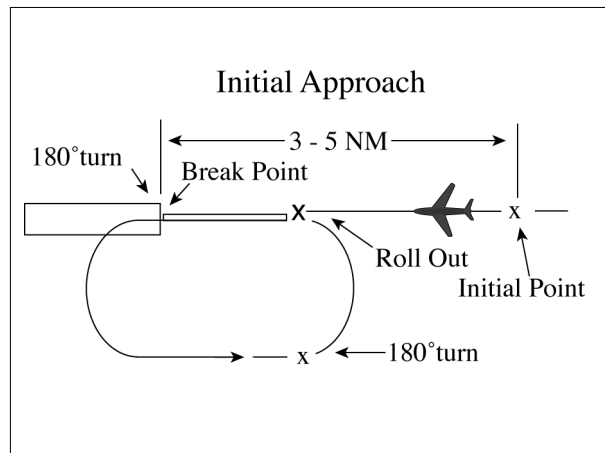 Initial Approach
3 - 5 NM
180°turn
Break Point
X
x
Roll Out
Initial Point
x
180°turn